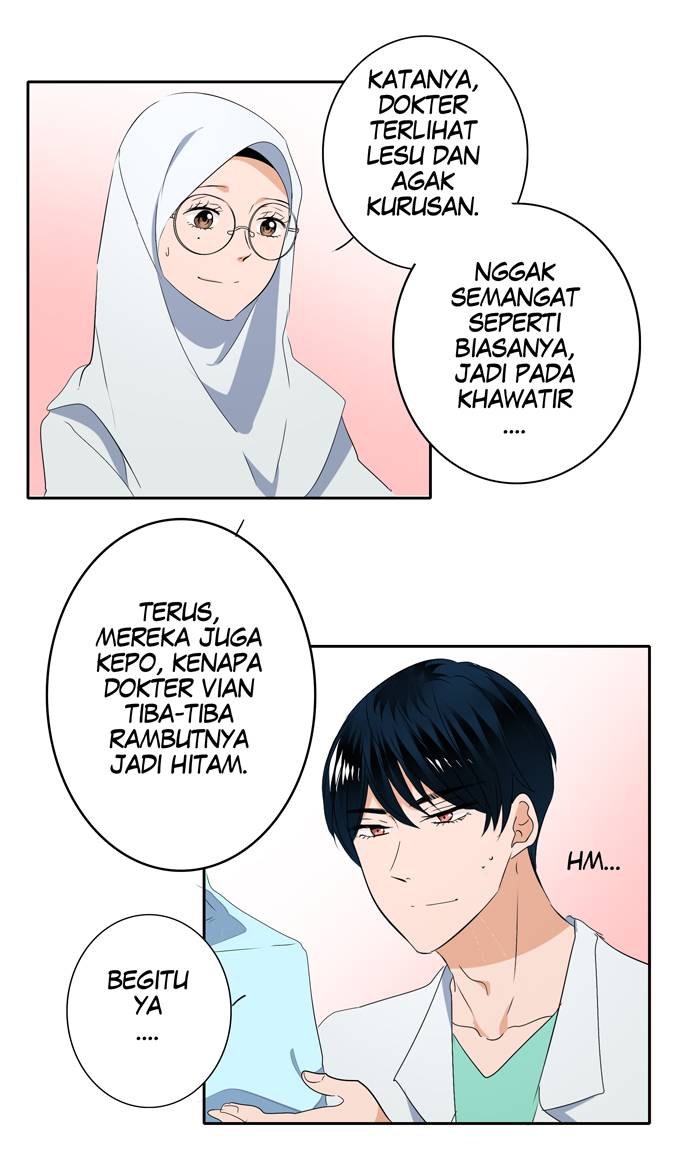 KATANYA,
DOKTER
TERLIHAT
LESU DAN
AGAK
KURUSAN.
NGGAK
SEMANGAT
SEPERTI
BIASANYA,
JADI PADA
KHAWATIR
....
TERUS,
MEREKA JUGA
KEPO, KENAPA
DOKTER VIAN
TIBA-TIBA
RAMBUTNYA
JADI HITAM.
HM...
BEGITU
YA
....